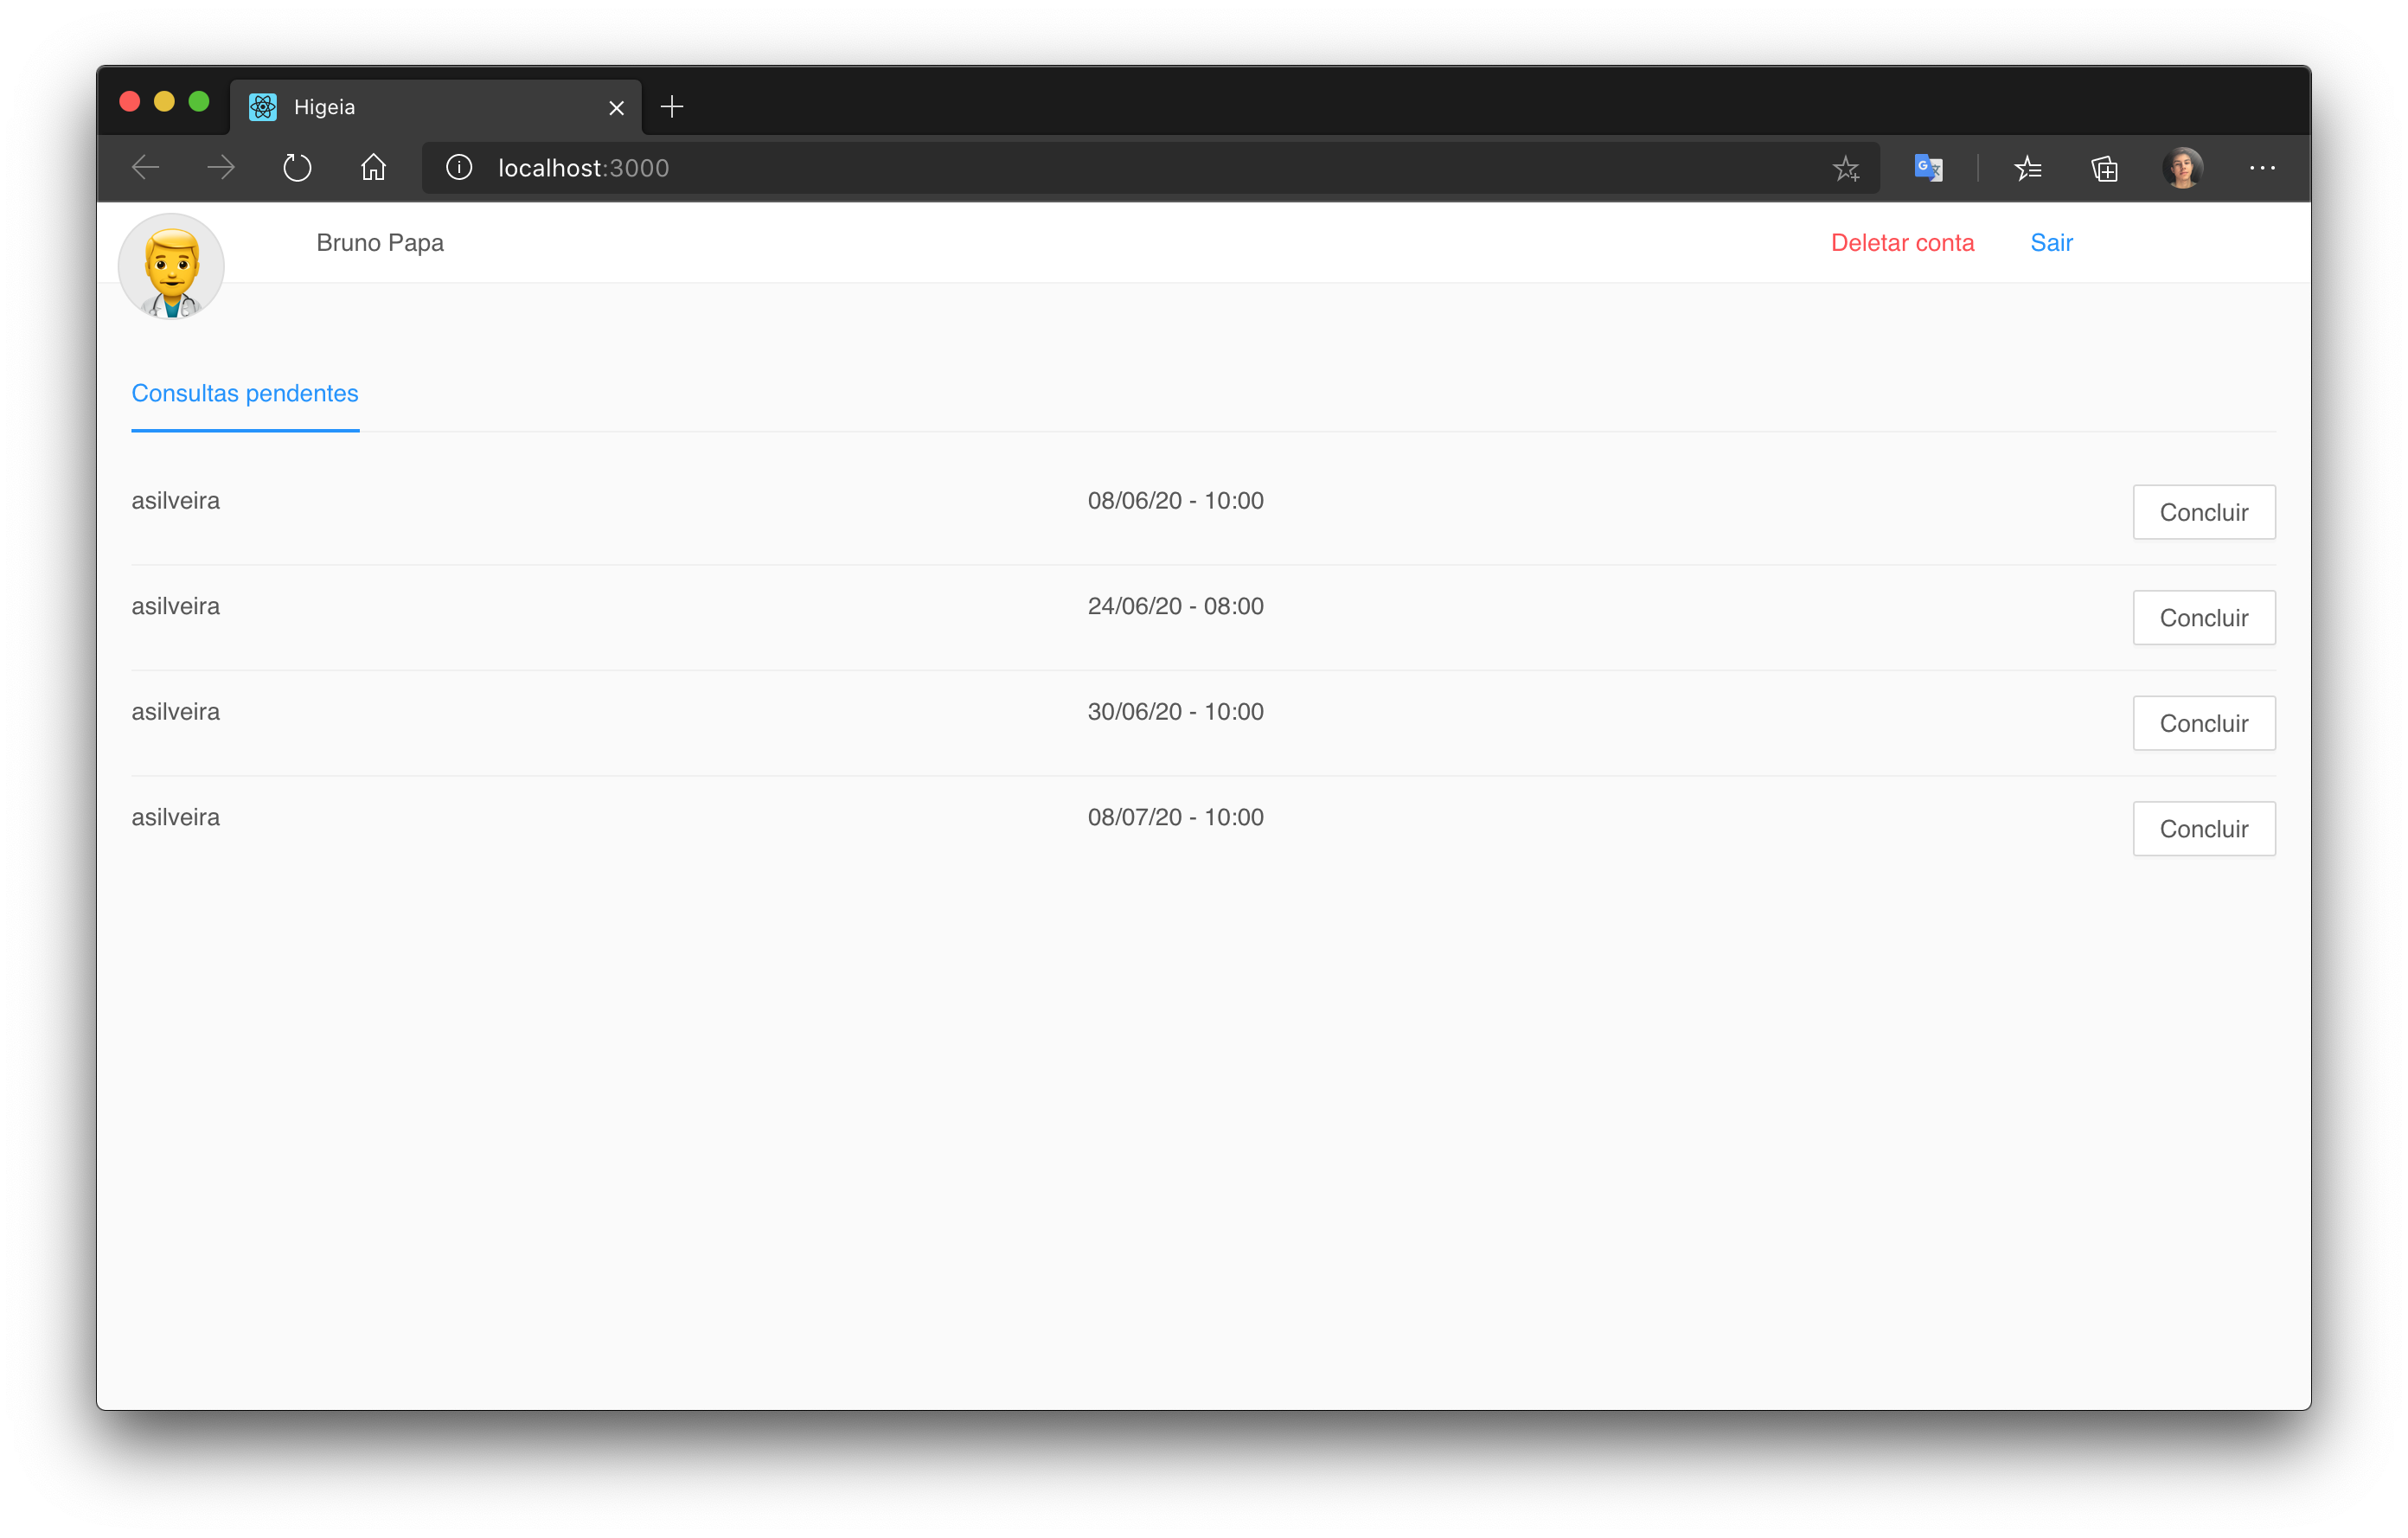 Higeia
localhost:3000
Bruno Papa
Deletar conta
Sair
Consultas pendentes
asilveira 08/06/20 - 10:00 Concluir
asilveira 24/06/20 - 08:00 Concluir
asilveira 30/06/20 - 10:00 Concluir
asilveira 08/07/20 - 10:00 Concluir